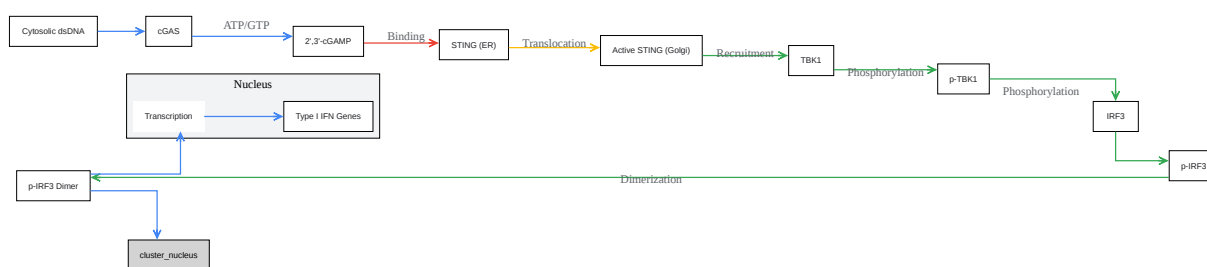 Cytosolic dsDNA
cGAS
ATP/GTP
2',3'-cGAMP
Binding
STING (ER)
Translocation
Active STING (Golgi)
Recruitment
TBK1
Phosphorylation
p-TBK1
Phosphorylation
IRF3
p-IRF3
Dimerization
p-IRF3 Dimer
Nucleus
Transcription
Type I IFN Genes
cluster_nucleus